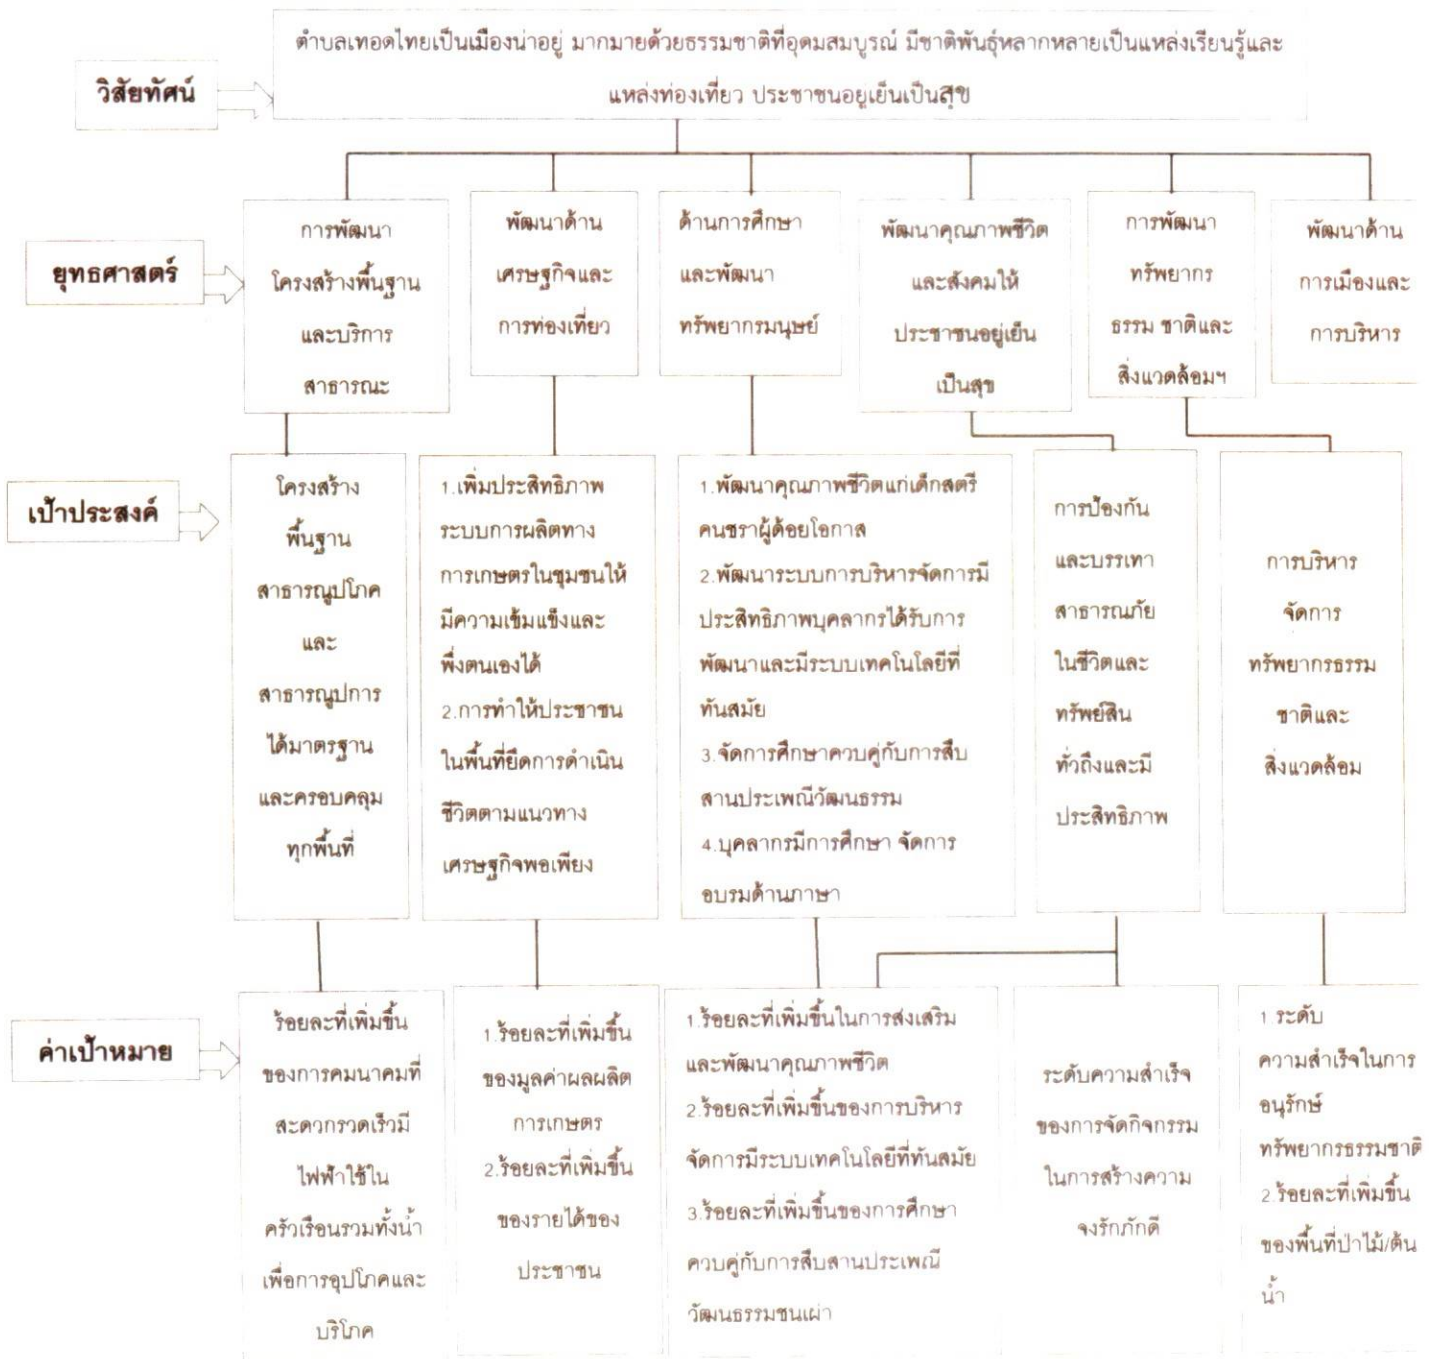 วิสัยทัศน์
ตำบลเทอดไทยเป็นเมืองน่าอยู่ มากมายด้วยธรรมชาติที่อุดมสมบูรณ์ มีชาติพันธุ์หลากหลายเป็นแหล่งเรียนรู้และ
แหล่งท่องเที่ยว ประชาชนอยู่เย็นเป็นสุข
ยุทธศาสตร์
การพัฒนา
โครงสร้างพื้นฐาน
และบริการ
สาธารณะ
พัฒนาด้าน
เศรษฐกิจและ
การท่องเที่ยว
ด้านการศึกษา
และพัฒนา
ทรัพยากรมนุษย์
พัฒนาคุณภาพชีวิต
และสังคมให้
ประชาชนอยู่เย็น
เป็นสุข
การพัฒนา
ทรัพยากร
ธรรม ชาติและ
สิ่งแวดล้อมฯ
พัฒนาด้าน
การเมืองและ
การบริหาร
เป้าประสงค์
โครงสร้าง
พื้นฐาน
สาธารณูปโภค
และ
สาธารณูปการ
ได้มาตรฐาน
และครอบคลุม
ทุกพื้นที่
1.เพิ่มประสิทธิภาพ
ระบบการผลิตทาง
การเกษตรในชุมชนให้
มีความเข้มแข็งและ
พึ่งตนเองได้
2.การทำให้ประชาชน
ในพื้นที่ยึดการดำเนิน
ชีวิตตามแนวทาง
เศรษฐกิจพอเพียง
1.พัฒนาคุณภาพชีวิตแก่เด็กสตรี
คนชราผู้ด้อยโอกาส
2.พัฒนาระบบการบริหารจัดการมี
ประสิทธิภาพบุคลากรได้รับการ
พัฒนาและมีระบบเทคโนโลยีที่
ทันสมัย
3.จัดการศึกษาควบคู่กับการสืบ
สานประเพณีวัฒนธรรม
4.บุคลากรมีการศึกษา จัดการ
อบรมด้านภาษา
การป้องกัน
และบรรเทา
สาธารณภัย
ในชีวิตและ
ทรัพย์สิน
ทั่วถึงและมี
ประสิทธิภาพ
การบริหาร
จัดการ
ทรัพยากรธรรม
ชาติและ
สิ่งแวดล้อม
ค่าเป้าหมาย
ร้อยละที่เพิ่มขึ้น
ของการคมนาคมที่
สะดวกรวดเร็วมี
ไฟฟ้าใช้ใน
ครัวเรือนรวมทั้งน้ำ
เพื่อการอุปโภคและ
บริโภค
1.ร้อยละที่เพิ่มขึ้น
ของมูลค่าผลผลิต
การเกษตร
2.ร้อยละที่เพิ่มขึ้น
ของรายได้ของ
ประชาชน
1.ร้อยละที่เพิ่มขึ้นในการส่งเสริม
และพัฒนาคุณภาพชีวิต
2.ร้อยละที่เพิ่มขึ้นของการบริหาร
จัดการมีระบบเทคโนโลยีที่ทันสมัย
3.ร้อยละที่เพิ่มขึ้นของการศึกษา
ควบคู่กับการสืบสานประเพณี
วัฒนธรรมชนเผ่า
ระดับความสำเร็จ
ของการจัดกิจกรรม
ในการสร้างความ
จงรักภักดี
1.ระดับ
ความสำเร็จในการ
อนุรักษ์
ทรัพยากรธรรมชาติ
2.ร้อยละที่เพิ่มขึ้น
ของพื้นที่ป่าไม้/ต้น
น้ำ